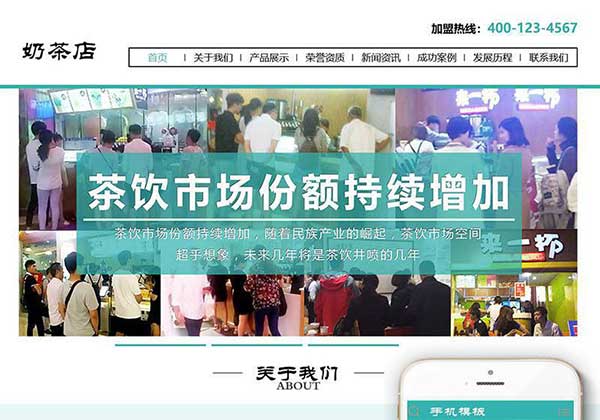 加盟热线：400-123-4567
奶茶店
首页 | 关于我们 | 产品展示 | 荣誉资质 | 新闻资讯 | 成功案例 | 发展历程 | 联系我们
来一杯
茶饮市场份额持续增加
茶饮市场份额持续增加，随着民族产业的崛起，茶饮市场空间
超乎想象，未来几年将是茶饮井喷的几年
来一杯
关于我们
ABOUT
手机模板